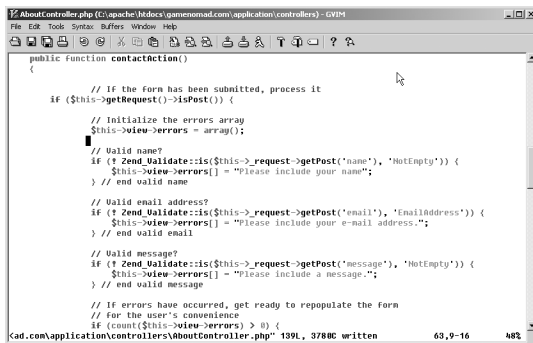 AboutController.php (C:\apache\htdocs\gamenomad.com\application\controllers) - GVIM
File Edit Tools Syntax Buffers Window Help
public function contactAction()
{
// If the form has been submitted, process it
if ($this->getRequest()->isPost()) {
// Initialize the errors array
$this->view->errors = array();
// Valid name?
if (! Zend_Validate::is($this->_request->getPost('name'), 'NotEmpty')) {
$this->view->errors[] = "Please include your name";
} // end valid name
// Valid email address?
if (! Zend_Validate::is($this->_request->getPost('email'), 'EmailAddress')) {
$this->view->errors[] = "Please include your e-mail address.";
} // end valid email
// Valid message?
if (! Zend_Validate::is($this->_request->getPost('message'), 'NotEmpty')) {
$this->view->errors[] = "Please include a message.";
} // end valid message
// If errors have occurred, get ready to repopulate the form
// for the user's convenience
if (count($this->view->errors) > 0) {
<ad.com\application\controllers\AboutController.php" 139L, 3780C written 63,9-16 48%